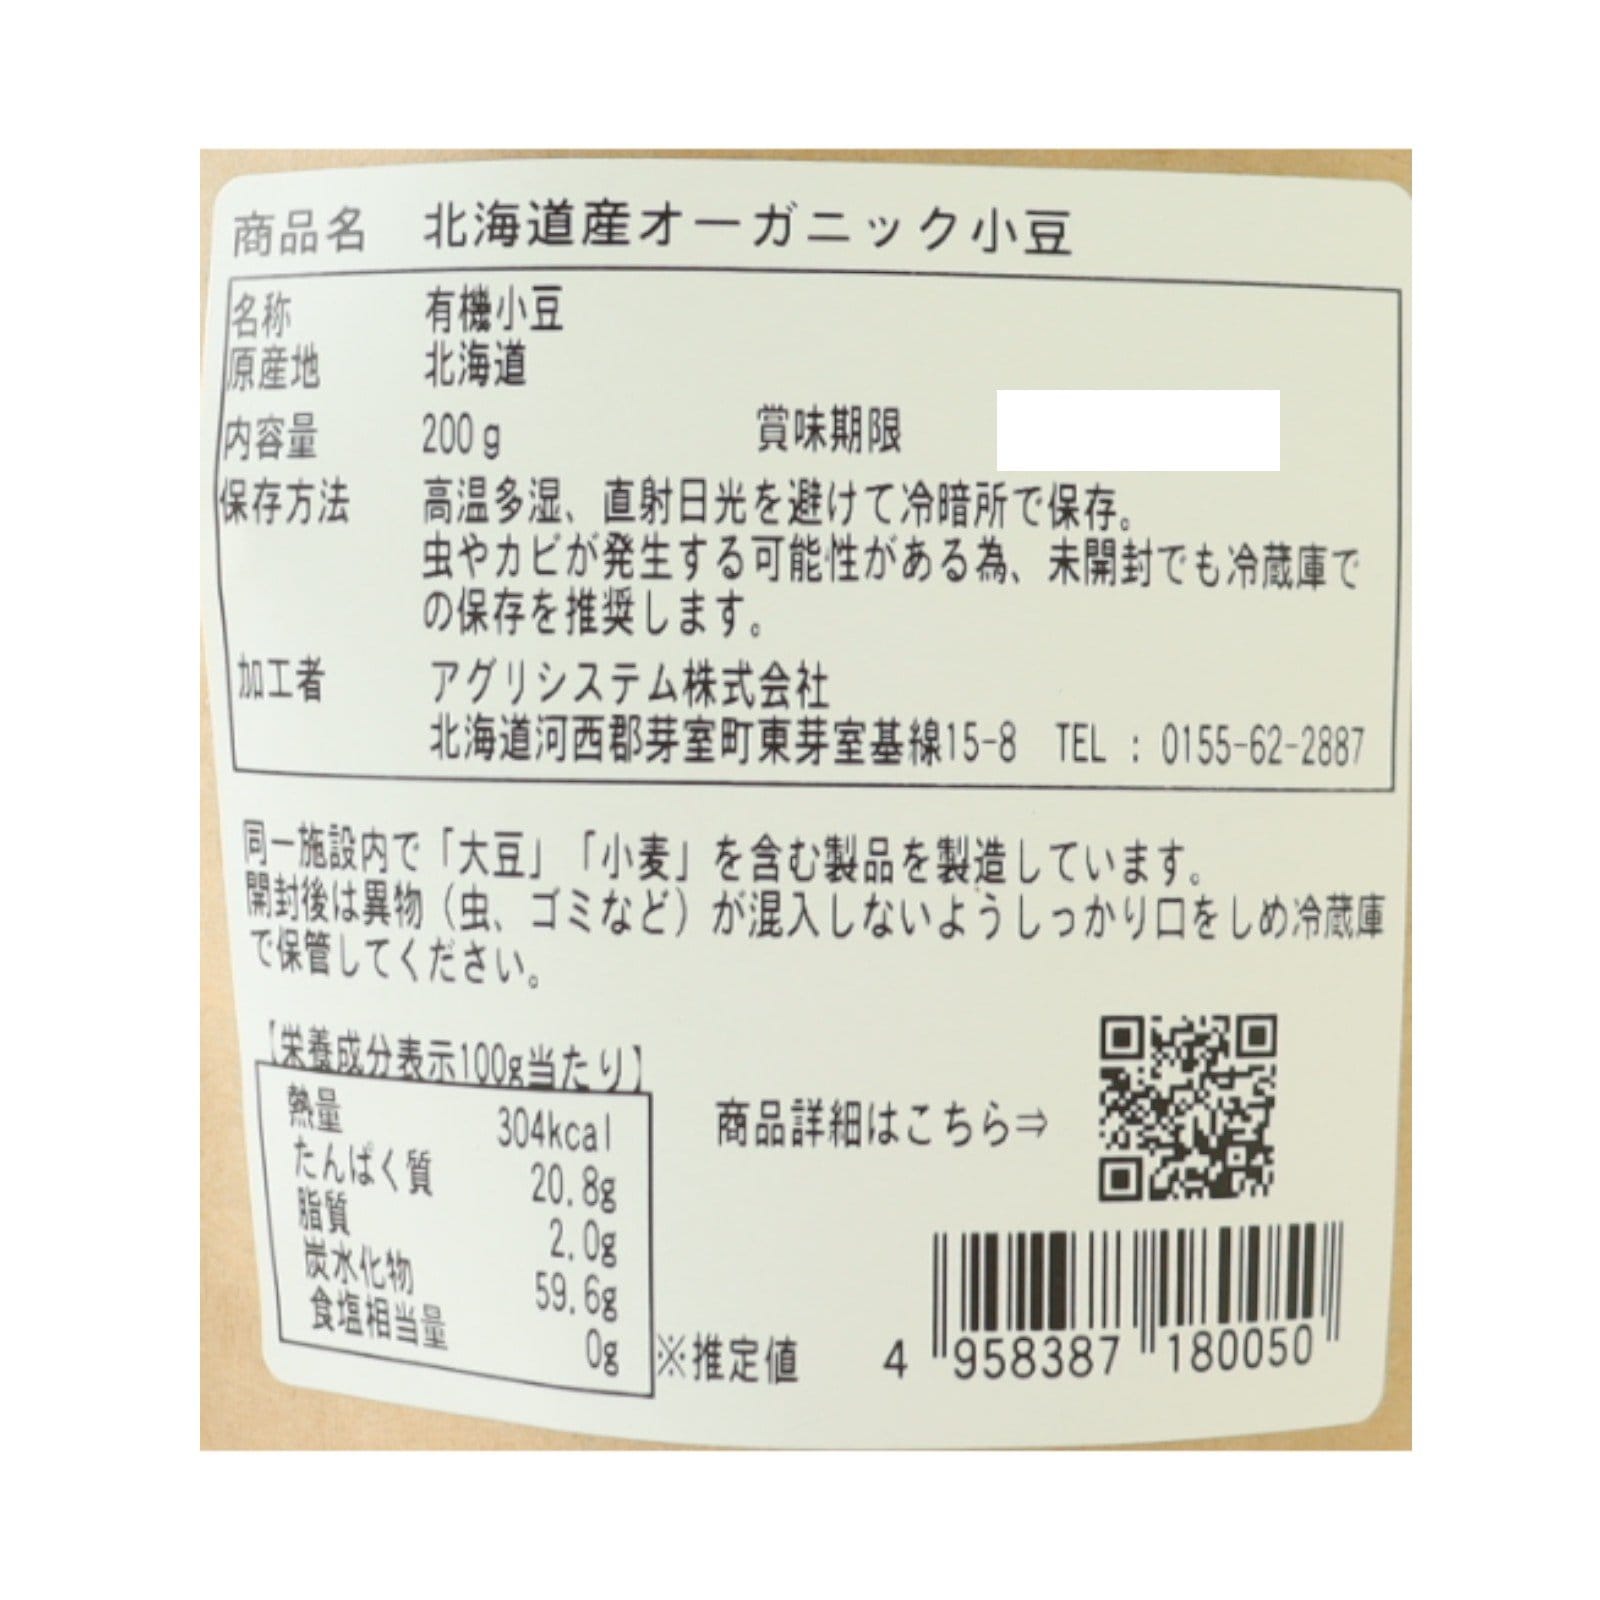 商品名 北海道産オーガニック小豆
名称 有機小豆
原産地 北海道
内容量 200g 賞味期限
保存方法 高温多湿、直射日光を避けて冷暗所で保存。
虫やカビが発生する可能性がある為、未開封でも冷蔵庫で
の保存を推奨します。
加工者 アグリシステム株式会社
北海道河西郡芽室町東芽室基線15-8 TEL : 0155-62-2887
同一施設内で「大豆」「小麦」を含む製品を製造しています。
開封後は異物（虫、ゴミなど）が混入しないようしっかり口をしめ冷蔵庫
で保管してください。
【栄養成分表示100g当たり】
熱量 304kcal
たんぱく質 20.8g
脂質 2.0g
炭水化物 59.6g
食塩相当量 0g
※推定値
商品詳細はこちら⇒
4 958387 180050